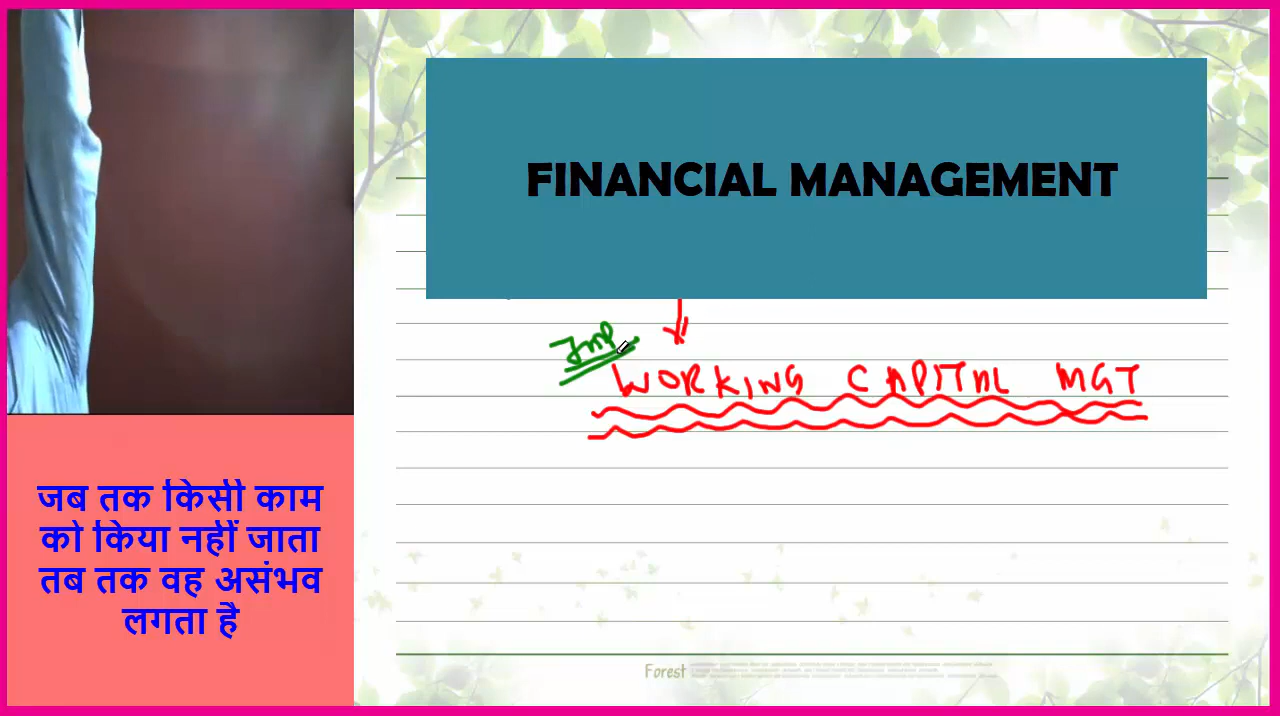 FINANCIAL MANAGEMENT
Imp
WORKING CAPITAL MGT
जब तक किसी काम
को किया नहीं जाता
तब तक वह असंभव
लगता है
Forest